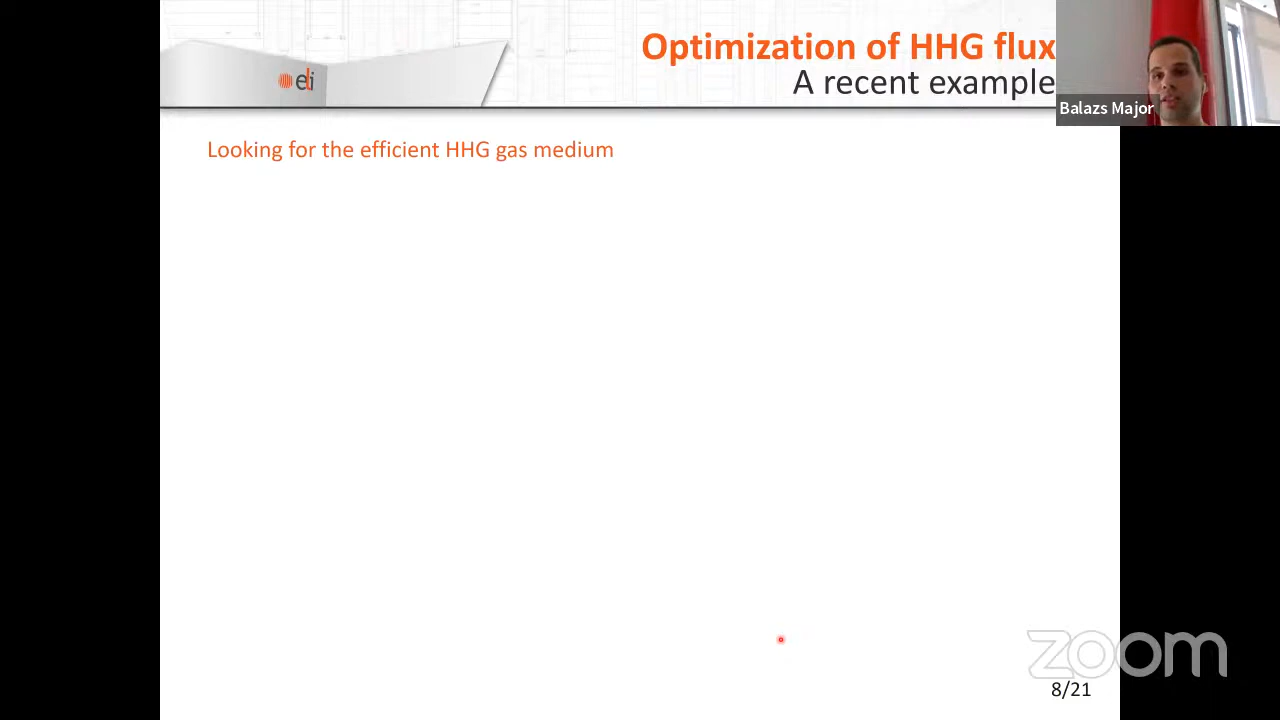 Optimization of HHG flux
A recent example
eli
Balazs Major
Looking for the efficient HHG gas medium
zoom
8/21